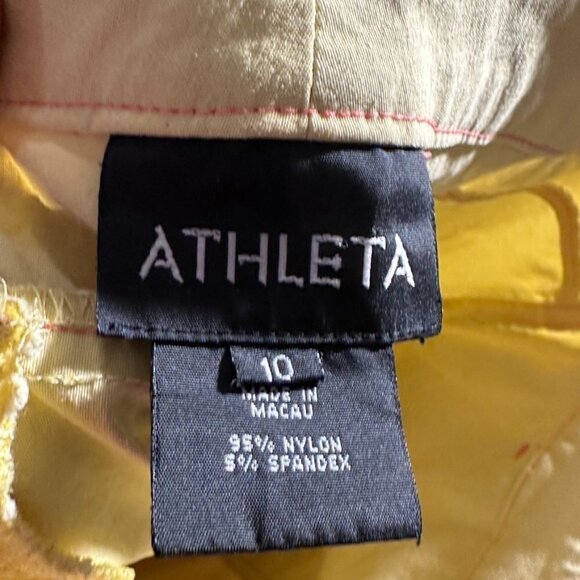 ATHLETA
10
MADE IN
MACAU
95% NYLON
5% SPANDEX